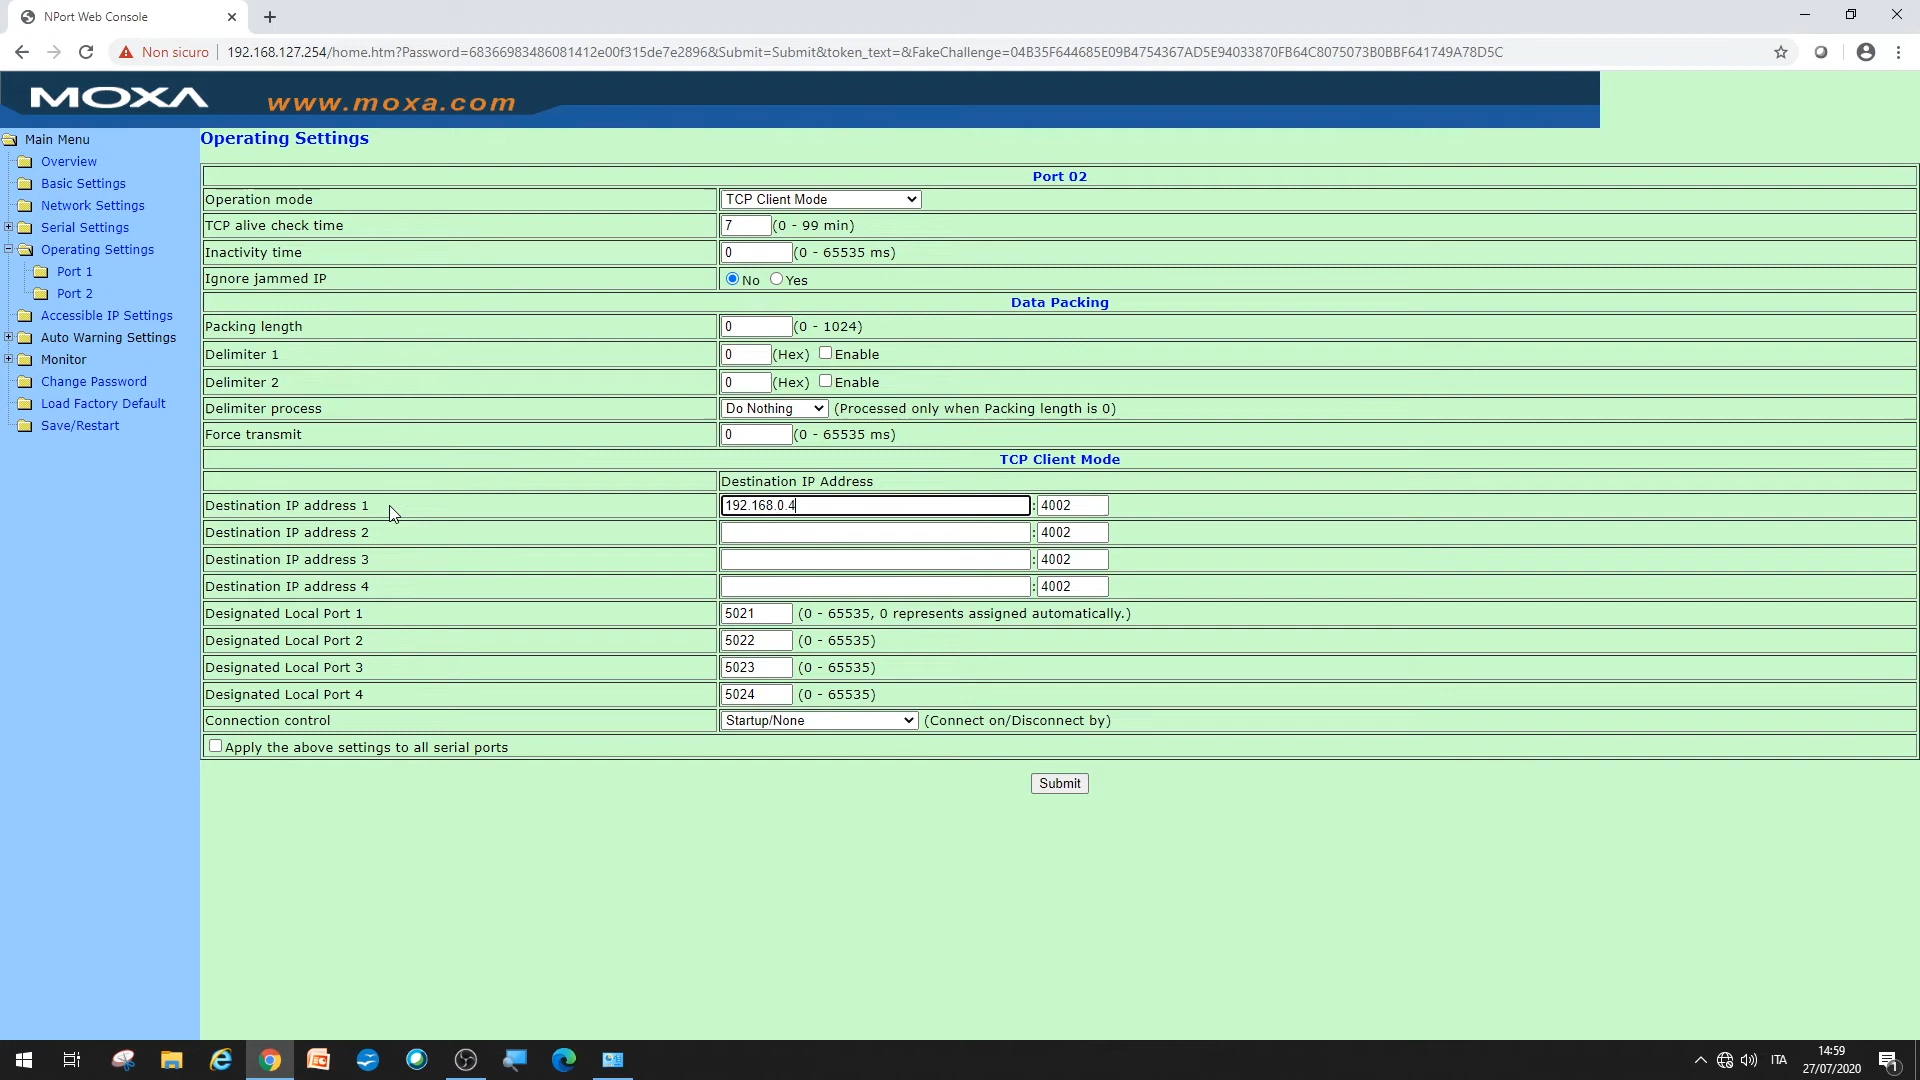 NPort Web Console
Non sicuro
192.168.127.254/home.htm?Password=68366983486081412e00f315de7e2896&Submit=Submit&token_text=&FakeChallenge=04B35F644685E09B4754367AD5E94033870FB64C8075073B0BBF641749A78D5C
MOXA www.moxa.com
Main Menu
Overview
Basic Settings
Network Settings
Serial Settings
Operating Settings
Port 1
Port 2
Accessible IP Settings
Auto Warning Settings
Monitor
Change Password
Load Factory Default
Save/Restart
Operating Settings
Port 02
Operation mode TCP Client Mode
TCP alive check time 7 (0 - 99 min)
Inactivity time 0 (0 - 65535 ms)
Ignore jammed IP No Yes
Data Packing
Packing length 0 (0 - 1024)
Delimiter 1 0 (Hex) Enable
Delimiter 2 0 (Hex) Enable
Delimiter process Do Nothing (Processed only when Packing length is 0)
Force transmit 0 (0 - 65535 ms)
TCP Client Mode
Destination IP Address
Destination IP address 1 192.168.0.4 : 4002
Destination IP address 2 : 4002
Destination IP address 3 : 4002
Destination IP address 4 : 4002
Designated Local Port 1 5021 (0 - 65535, 0 represents assigned automatically.)
Designated Local Port 2 5022 (0 - 65535)
Designated Local Port 3 5023 (0 - 65535)
Designated Local Port 4 5024 (0 - 65535)
Connection control Startup/None (Connect on/Disconnect by)
Apply the above settings to all serial ports
Submit
ITA
14:59
27/07/2020
1